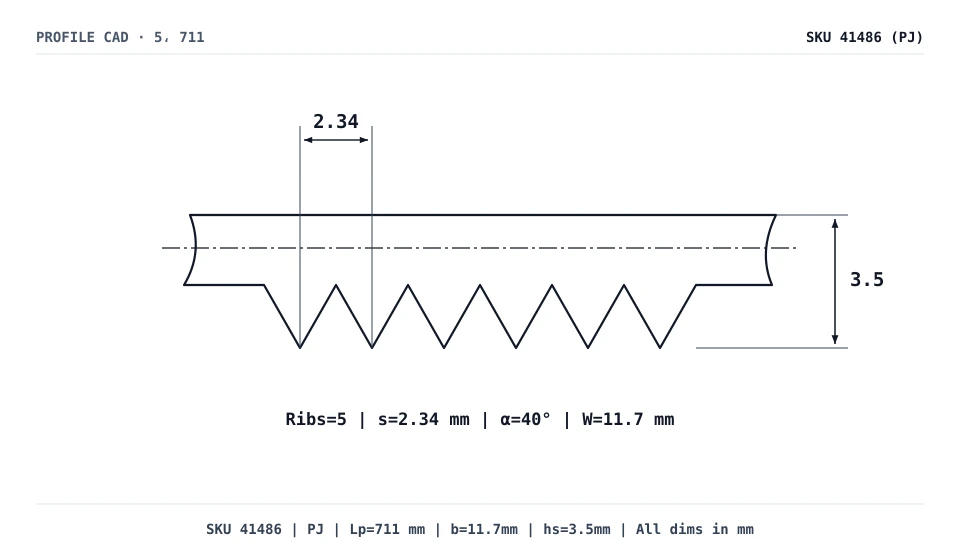 PROFILE CAD · 5، 711
SKU 41486 (PJ)
2.34
3.5
Ribs=5 | s=2.34 mm | α=40° | W=11.7 mm
SKU 41486 | PJ | Lp=711 mm | b=11.7mm | hs=3.5mm | All dims in mm